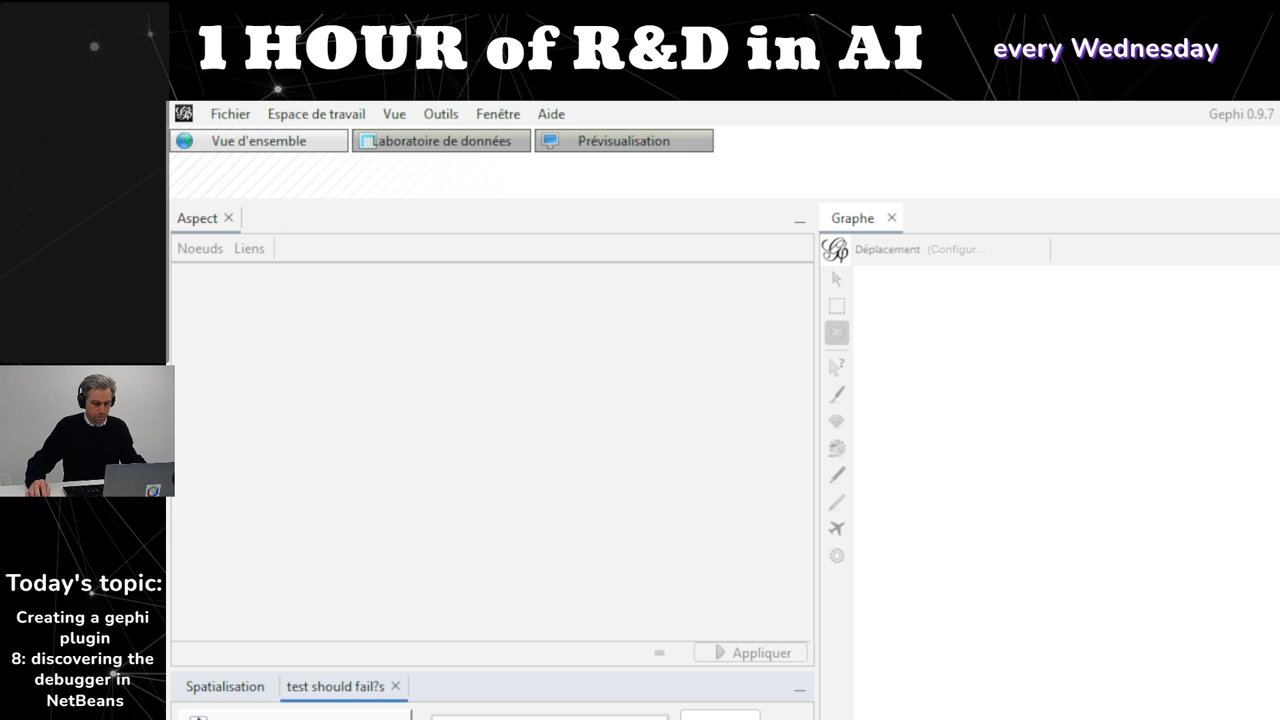 1 HOUR of R&D in AI
every Wednesday
Fichier Espace de travail Vue Outils Fenêtre Aide
Gephi 0.9.7
Vue d'ensemble
Laboratoire de données
Prévisualisation
Aspect
Graphe
Noeuds Liens
Déplacement (Configur...
Appliquer
Spatialisation
test should fail?s
Today's topic:
Creating a gephi
plugin
8: discovering the
debugger in
NetBeans